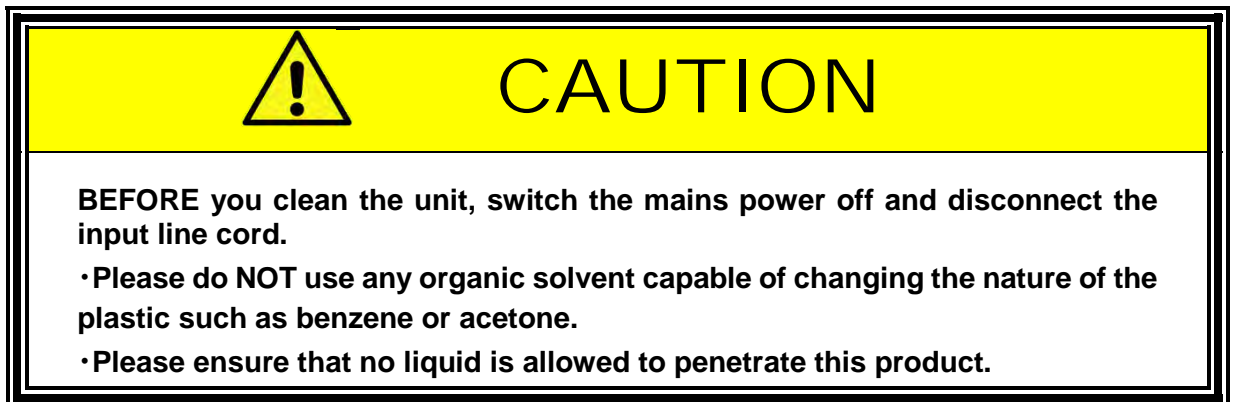 CAUTION
BEFORE you clean the unit, switch the mains power off and disconnect the
input line cord.
･Please do NOT use any organic solvent capable of changing the nature of the
plastic such as benzene or acetone.
･Please ensure that no liquid is allowed to penetrate this product.